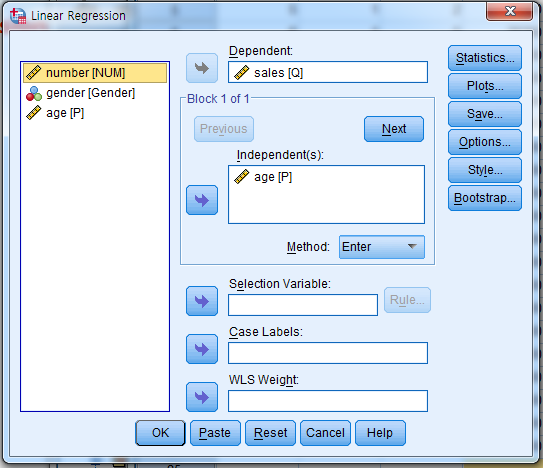 Linear Regression
number [NUM]
gender [Gender]
age [P]
Dependent:
sales [Q]
Block 1 of 1
Previous
Next
Independent(s):
age [P]
Method:
Enter
Selection Variable:
Rule...
Case Labels:
WLS Weight:
Statistics...
Plots...
Save...
Options...
Style...
Bootstrap...
OK
Paste
Reset
Cancel
Help